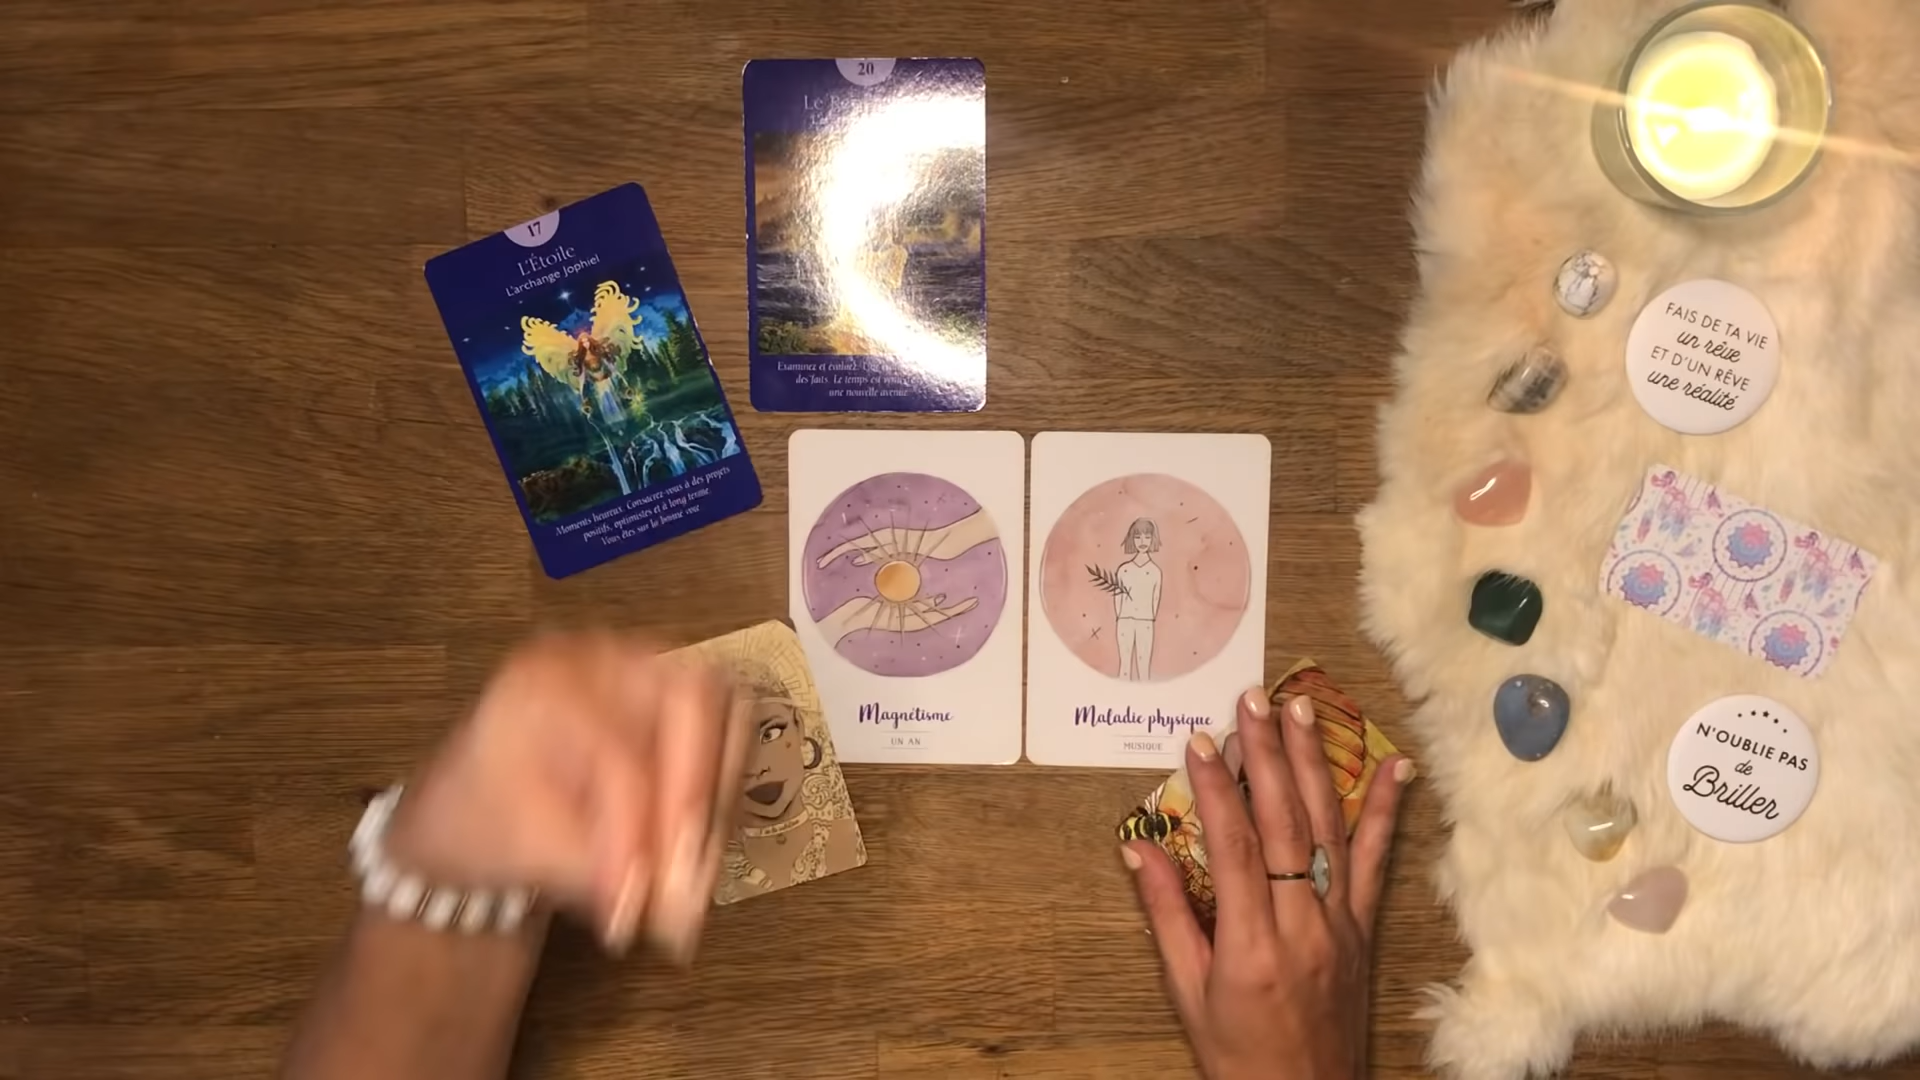 20
Le
Examinez et évaluez.
des faits. Le temps est
une nouvelle avenue
17
L'Étoile
L'archange Jophiel
Moments heureux. Consacrez-vous à des projets
positifs, optimistes et à long terme.
Vous êtes sur la bonne voie
Magnétisme
UN AN
Maladie physique
MUSIQUE
FAIS DE TA VIE
un rêve
ET D'UN RÊVE
une réalité
N'OUBLIE PAS
de
Briller